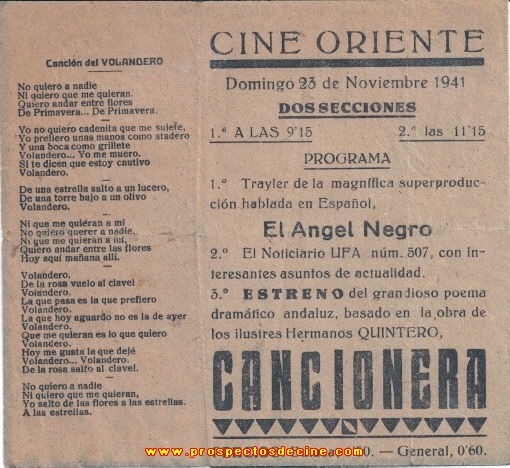 Canción del VOLANDERO
No quiero a nadie
Ni quiero que me quieran.
Quiero andar entre flores
De Primavera... De Primavera.
Yo no quiero cadenita que me sujefe,
Yo prefiero unas manos como atadero
Y una boca como grillete
Volandero... Yo me muero.
Si te dicen que estoy cautivo
Volandero.
De una estrella salto a un lucero,
De una torre bajo a un olivo
Volandero.
Ni que me quieran a mí
No quiero querer a nadie.
Ni que me quieran a mí,
Quiero andar entre las flores
Hoy aquí mañana allí.
Volandero,
De la rosa vuelo al clavel
Volandero.
La que pasa es la que prefiero
Volandero.
La que hoy aguardo no es la de ayer
Volandero.
Que me quieran es lo que quiero
Volandero.
Hoy me gusta la que dejé
Volandero... Volandero.
De la rosa salto al clavel.
No quiero a nadie
Ni quiero que me quieran,
Yo salto de las flores a las estrellas.
A las estrellas.
CINE ORIENTE
Domingo 23 de Noviembre 1941
DOS SECCIONES
1.ª A LAS 9'15 2.ª las 11'15
PROGRAMA
1.º Trayler de la magnífica superproduc-
ción hablada en Español,
El Angel Negro
2.º El Noticiario UFA núm. 507, con in-
teresantes asuntos de actualidad.
3.º ESTRENO del grandioso poema
dramático andaluz, basado en la obra
de los ilustres Hermanos QUINTERO,
CANCIONERA
0. — General, 0'60.
www.prospectosdecine.com